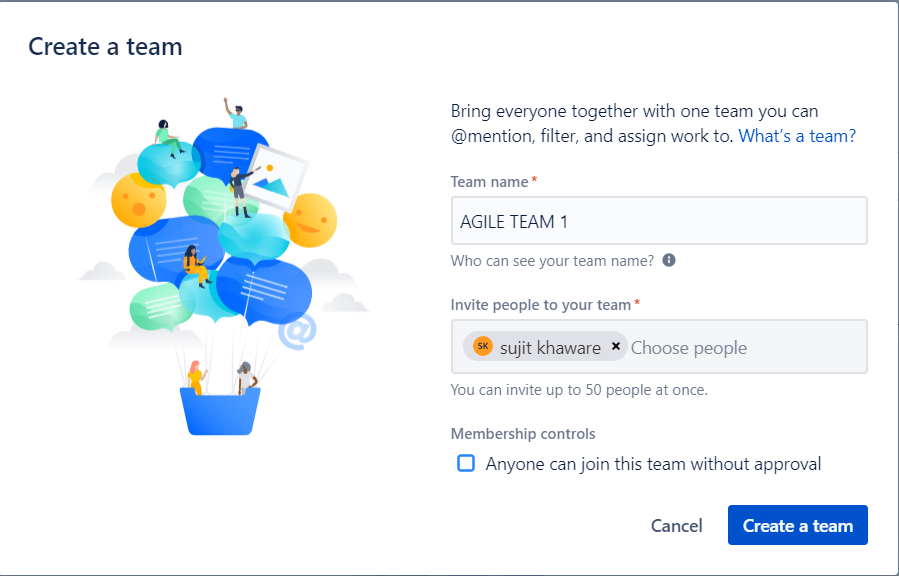 Create a team
Bring everyone together with one team you can
@mention, filter, and assign work to. What's a team?
Team name*
AGILE TEAM 1
Who can see your team name?
Invite people to your team*
SK sujit khaware × Choose people
You can invite up to 50 people at once.
Membership controls
Anyone can join this team without approval
Cancel Create a team
@